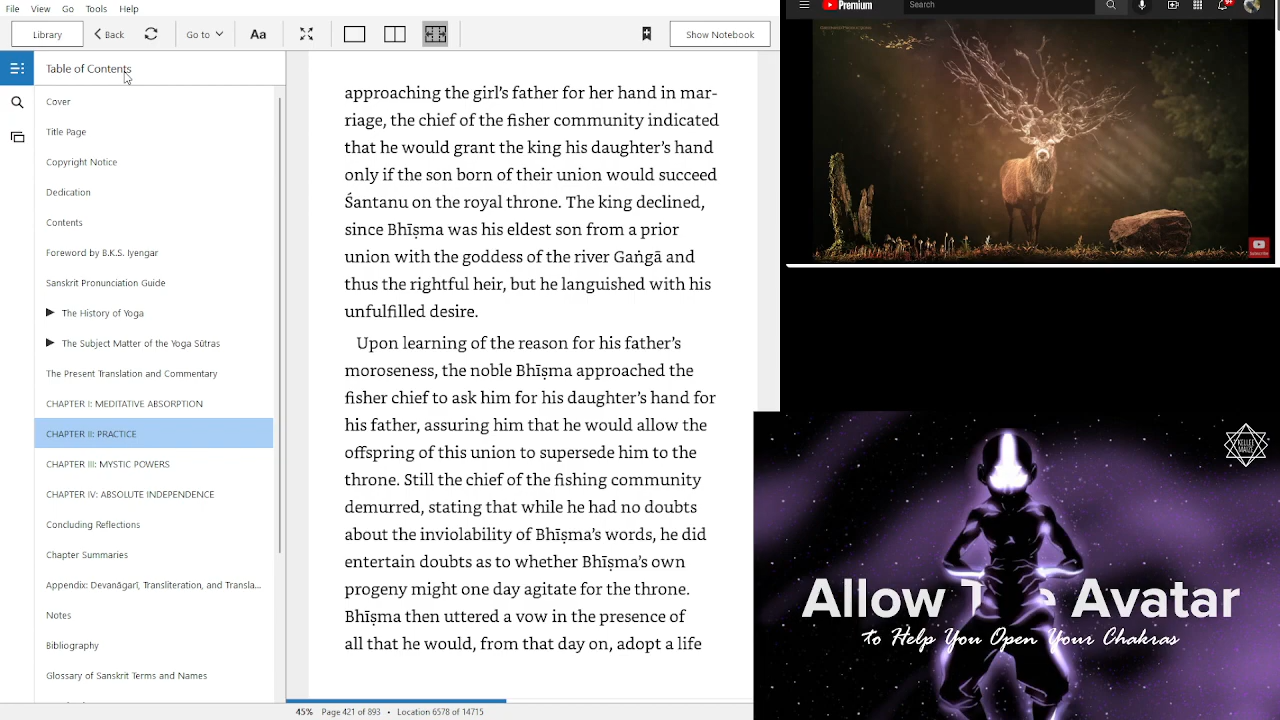 File View Go Tools Help
Library Back Go to Aa Show Notebook
Table of Contents
Cover
Title Page
Copyright Notice
Dedication
Contents
Foreword by B.K.S. Iyengar
Sanskrit Pronunciation Guide
The History of Yoga
The Subject Matter of the Yoga Sūtras
The Present Translation and Commentary
CHAPTER I: MEDITATIVE ABSORPTION
CHAPTER II: PRACTICE
CHAPTER III: MYSTIC POWERS
CHAPTER IV: ABSOLUTE INDEPENDENCE
Concluding Reflections
Chapter Summaries
Appendix: Devanāgarī, Transliteration, and Transla...
Notes
Bibliography
Glossary of Sanskrit Terms and Names
approaching the girl's father for her hand in mar-
riage, the chief of the fisher community indicated
that he would grant the king his daughter's hand
only if the son born of their union would succeed
Śantanu on the royal throne. The king declined,
since Bhīṣma was his eldest son from a prior
union with the goddess of the river Gaṅgā and
thus the rightful heir, but he languished with his
unfulfilled desire.
Upon learning of the reason for his father's
moroseness, the noble Bhīṣma approached the
fisher chief to ask him for his daughter's hand for
his father, assuring him that he would allow the
offspring of this union to supersede him to the
throne. Still the chief of the fishing community
demurred, stating that while he had no doubts
about the inviolability of Bhīṣma's words, he did
entertain doubts as to whether Bhīṣma's own
progeny might one day agitate for the throne.
Bhīṣma then uttered a vow in the presence of
all that he would, from that day on, adopt a life
45% • Page 421 of 893 • Location 6578 of 14715
Premium
Search
9+
Subscribe
Allow The Avatar
to Help You Open Your Chakras